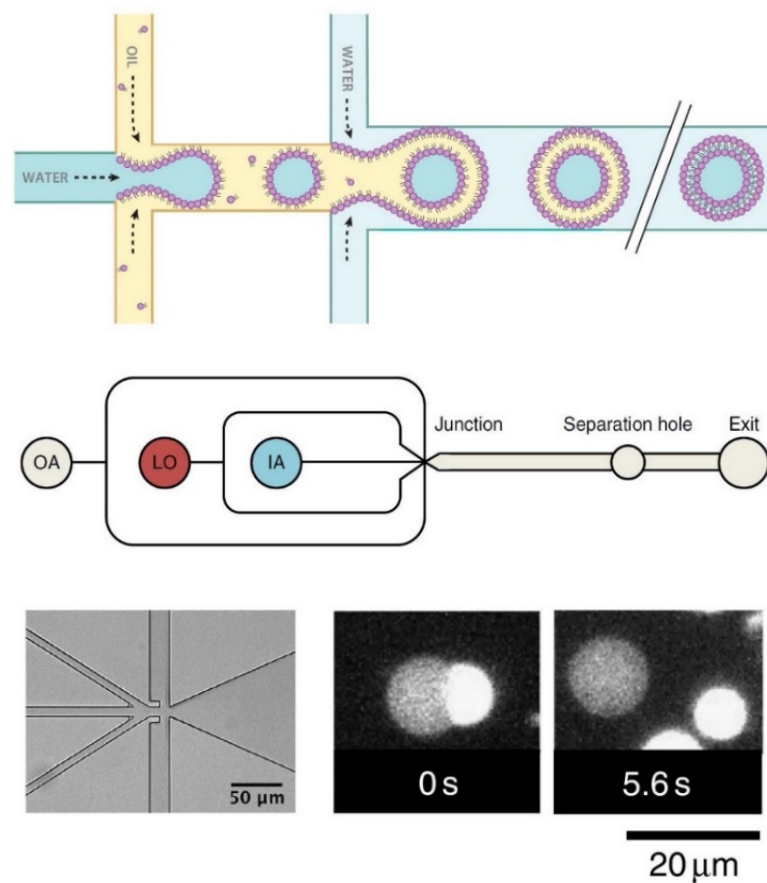 OIL
WATER
WATER
Junction
Separation hole
Exit
OA
LO
IA
50 µm
0 s
5.6 s
20 µm